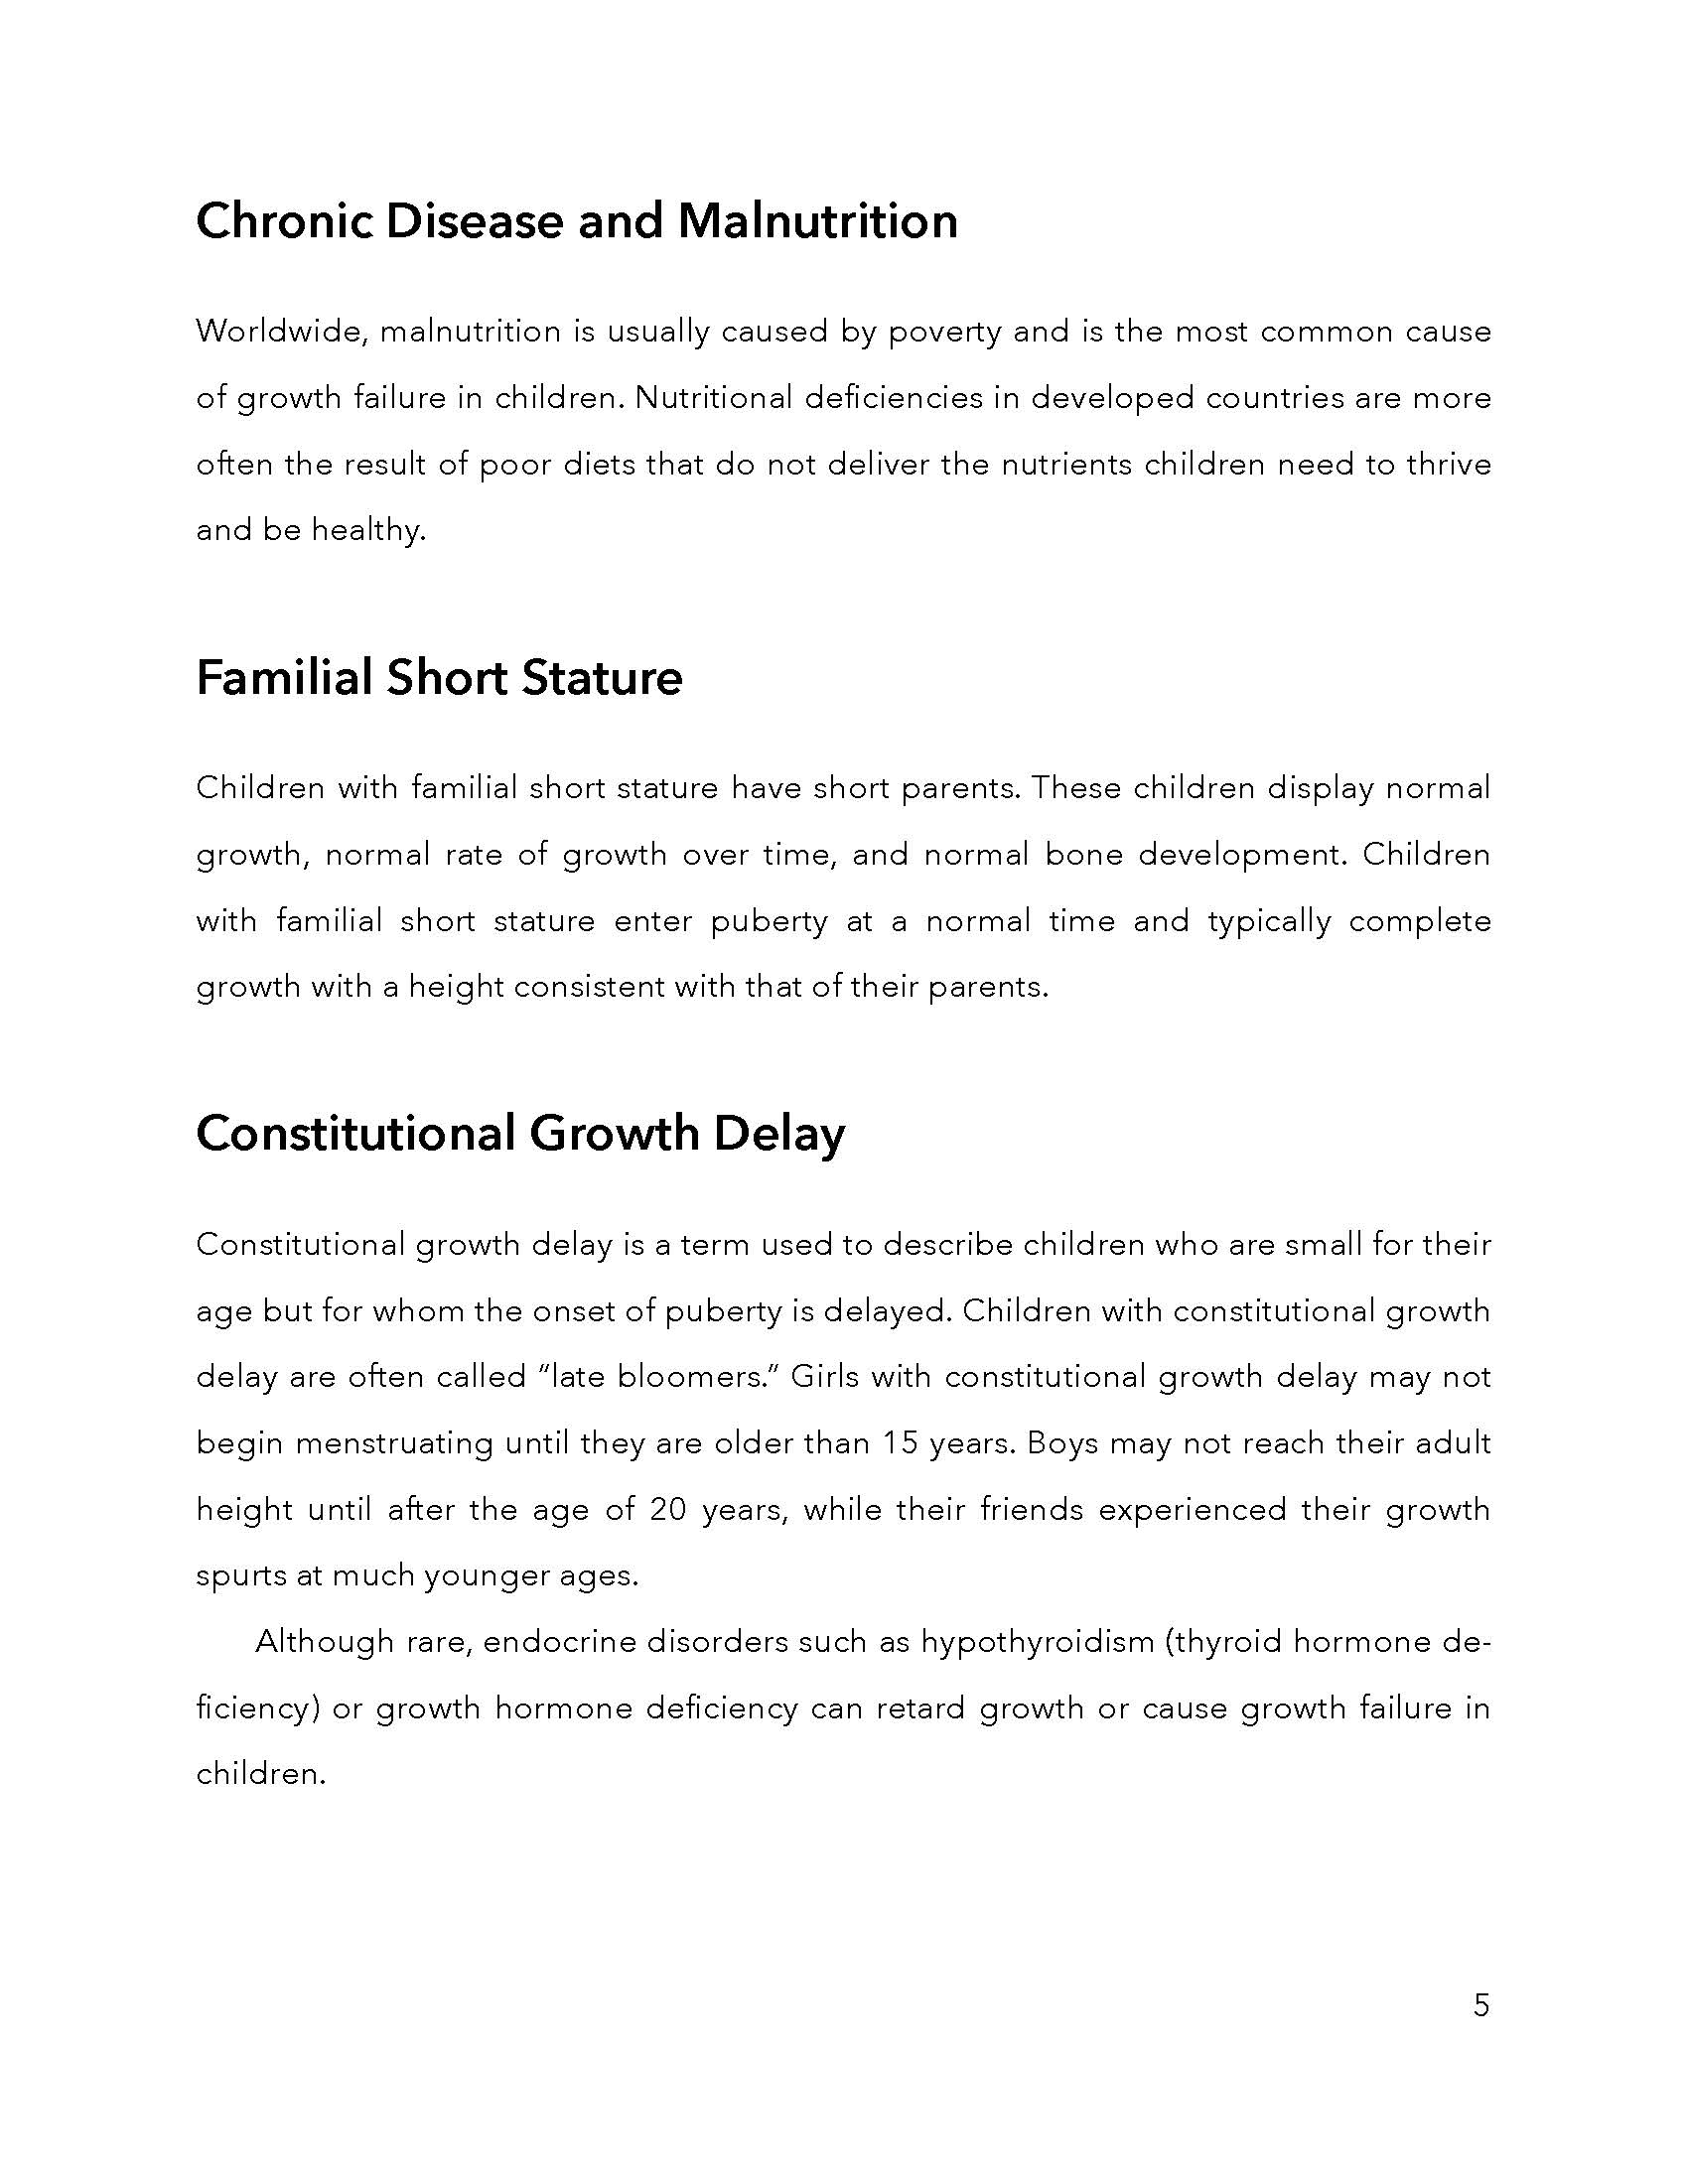 Chronic Disease and Malnutrition
Worldwide, malnutrition is usually caused by poverty and is the most common cause
of growth failure in children. Nutritional deficiencies in developed countries are more
often the result of poor diets that do not deliver the nutrients children need to thrive
and be healthy.
Familial Short Stature
Children with familial short stature have short parents. These children display normal
growth, normal rate of growth over time, and normal bone development. Children
with familial short stature enter puberty at a normal time and typically complete
growth with a height consistent with that of their parents.
Constitutional Growth Delay
Constitutional growth delay is a term used to describe children who are small for their
age but for whom the onset of puberty is delayed. Children with constitutional growth
delay are often called “late bloomers.” Girls with constitutional growth delay may not
begin menstruating until they are older than 15 years. Boys may not reach their adult
height until after the age of 20 years, while their friends experienced their growth
spurts at much younger ages.
Although rare, endocrine disorders such as hypothyroidism (thyroid hormone de-
ficiency) or growth hormone deficiency can retard growth or cause growth failure in
children.
5